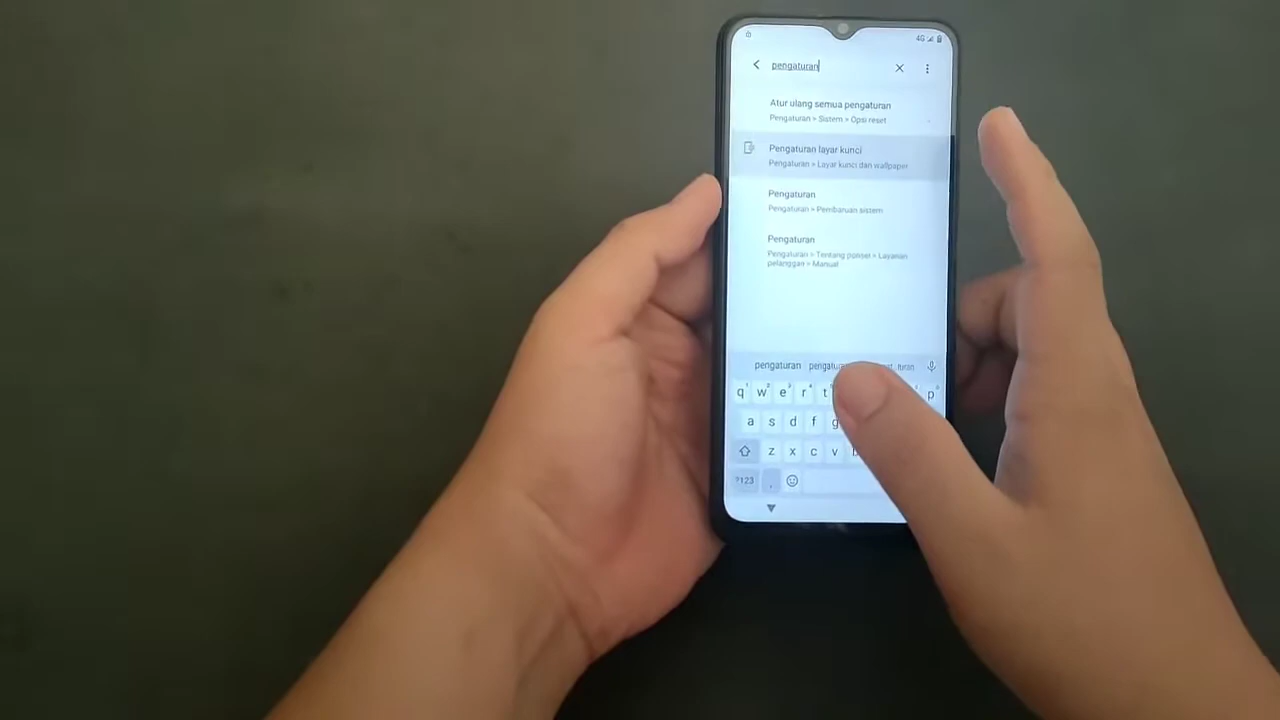 4G
pengaturan
Atur ulang semua pengaturan
Pengaturan > Sistem > Opsi reset
Pengaturan layar kunci
Pengaturan > Layar kunci dan wallpaper
Pengaturan
Pengaturan > Pembaruan sistem
Pengaturan
Pengaturan > Tentang ponsel > Layanan
pelanggan > Manual
pengaturan
q w e r t p
a s d f g
z x c v b
?123 ,